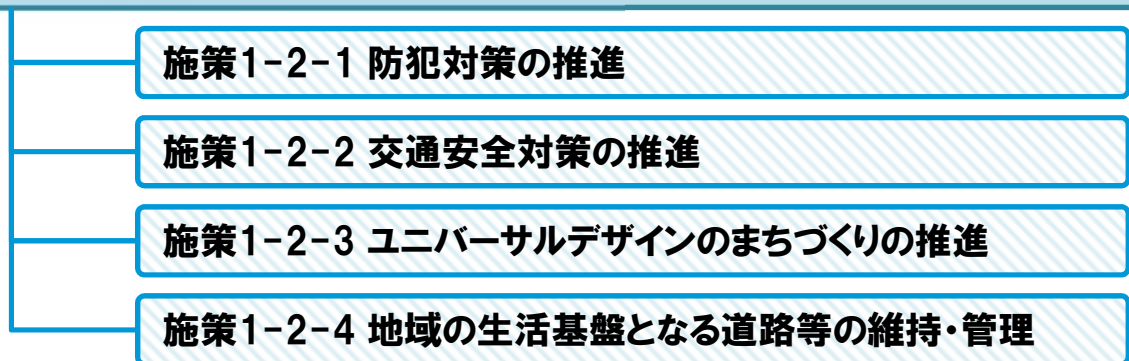 施策1-2-1 防犯対策の推進
施策1-2-2 交通安全対策の推進
施策1-2-3 ユニバーサルデザインのまちづくりの推進
施策1-2-4 地域の生活基盤となる道路等の維持・管理